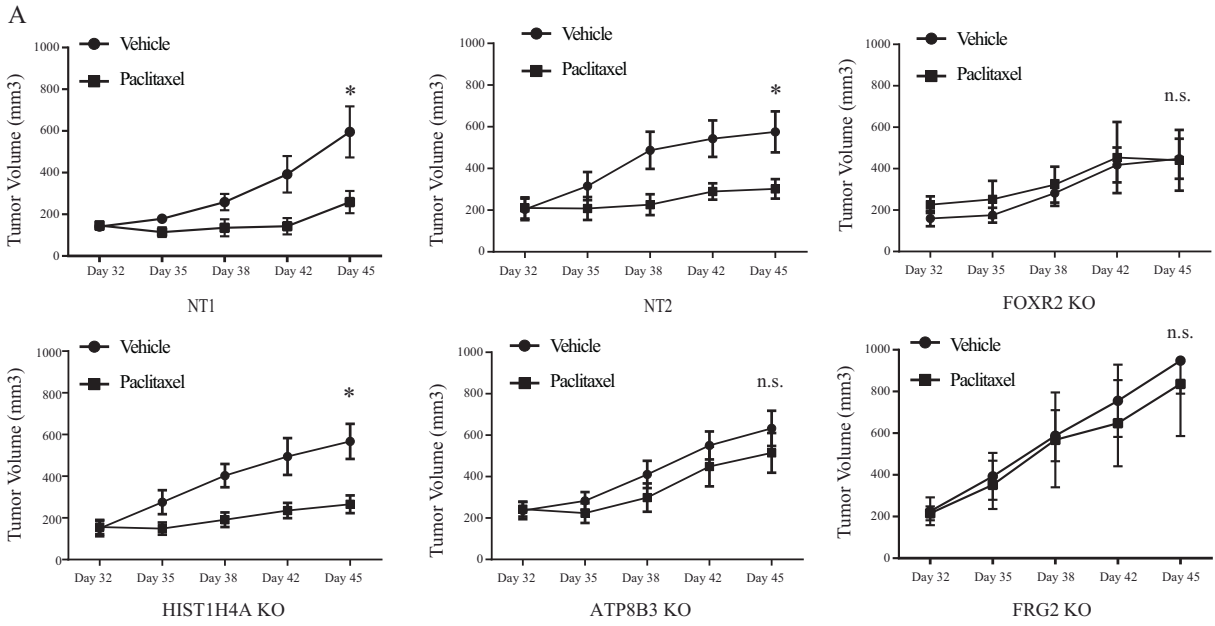 A
Vehicle
Paclitaxel
Tumor Volume (mm3)
1000
800
600
400
200
0
*
Day 32 Day 35 Day 38 Day 42 Day 45
NT1
Vehicle
Paclitaxel
Tumor Volume (mm3)
1000
800
600
400
200
0
*
Day 32 Day 35 Day 38 Day 42 Day 45
NT2
Vehicle
Paclitaxel
Tumor Volume (mm3)
1000
800
600
400
200
0
n.s.
Day 32 Day 35 Day 38 Day 42 Day 45
FOXR2 KO
Vehicle
Paclitaxel
Tumor Volume (mm3)
1000
800
600
400
200
0
*
Day 32 Day 35 Day 38 Day 42 Day 45
HIST1H4A KO
Vehicle
Paclitaxel
Tumor Volume (mm3)
1000
800
600
400
200
0
n.s.
Day 32 Day 35 Day 38 Day 42 Day 45
ATP8B3 KO
Vehicle
Paclitaxel
Tumor Volume (mm3)
1000
800
600
400
200
0
n.s.
Day 32 Day 35 Day 38 Day 42 Day 45
FRG2 KO